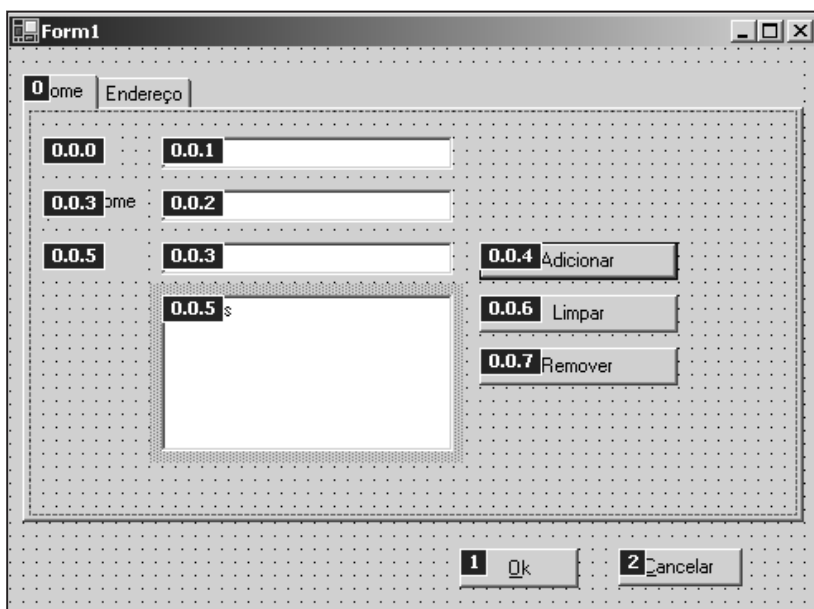 Form1
0 ome Endereço
0.0.0 0.0.1
0.0.3 ome 0.0.2
0.0.5 0.0.3 0.0.4 Adicionar
0.0.5 s 0.0.6 Limpar
0.0.7 Remover
1 Ok 2 Cancelar